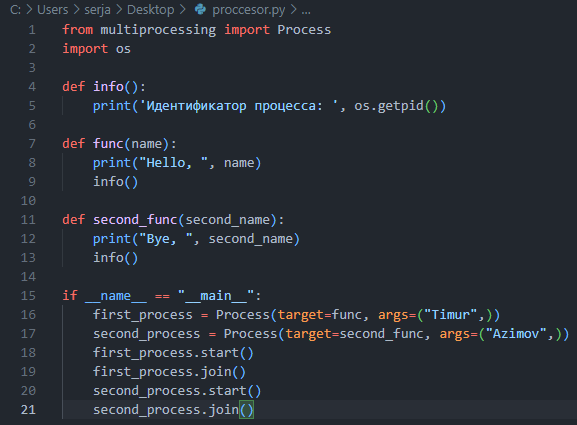 C: > Users > serja > Desktop > proccesor.py > ...
1 from multiprocessing import Process
2 import os
3
4 def info():
5     print('Идентификатор процесса: ', os.getpid())
6
7 def func(name):
8     print("Hello, ", name)
9     info()
10
11 def second_func(second_name):
12     print("Bye, ", second_name)
13     info()
14
15 if __name__ == "__main__":
16     first_process = Process(target=func, args=("Timur",))
17     second_process = Process(target=second_func, args=("Azimov",))
18     first_process.start()
19     first_process.join()
20     second_process.start()
21     second_process.join()